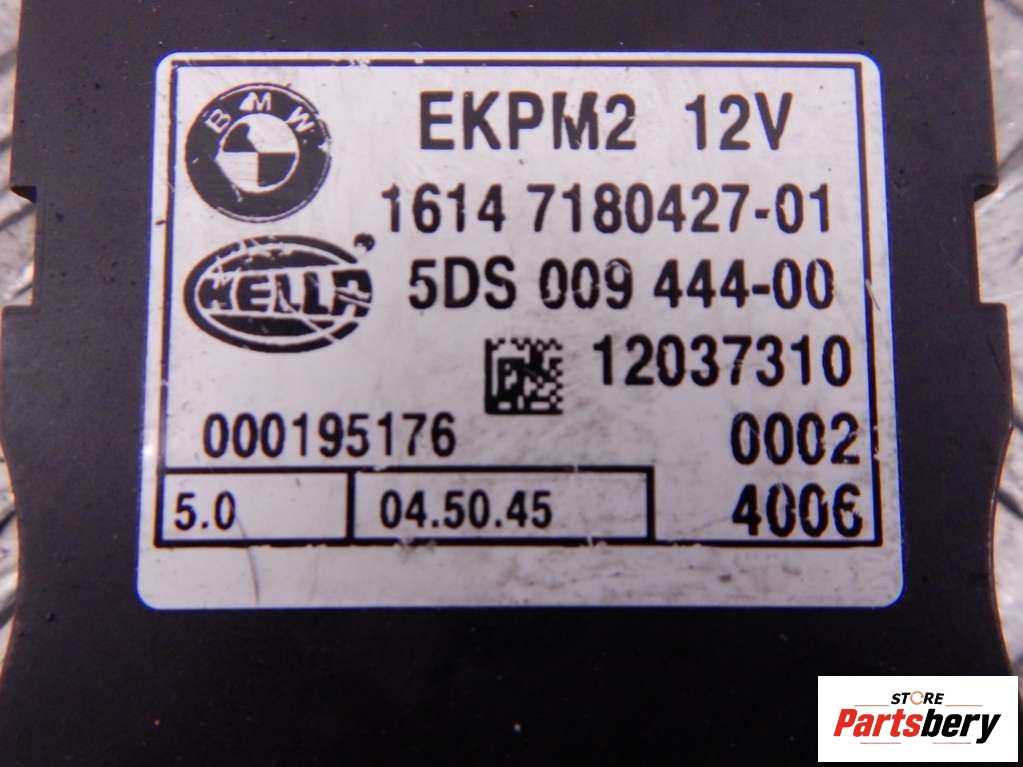 BMW
EKPM2 12V
1614 7180427-01
HELLA
5DS 009 444-00
12037310
000195176
0002
5.0
04.50.45
4006
STORE
Partsbery